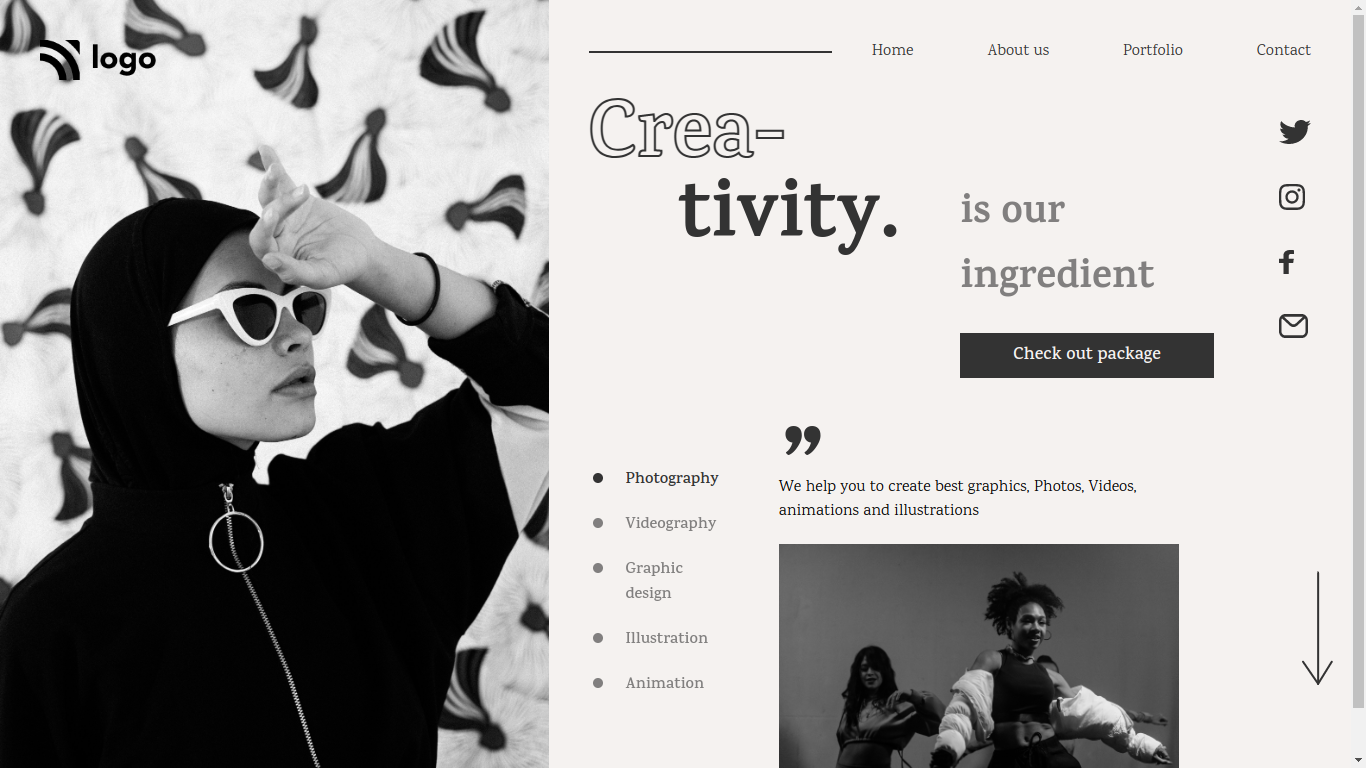 logo
Home
About us
Portfolio
Contact
Crea-
tivity.
is our
ingredient
Check out package
Photography
Videography
Graphic
design
Illustration
Animation
”
We help you to create best graphics, Photos, Videos,
animations and illustrations